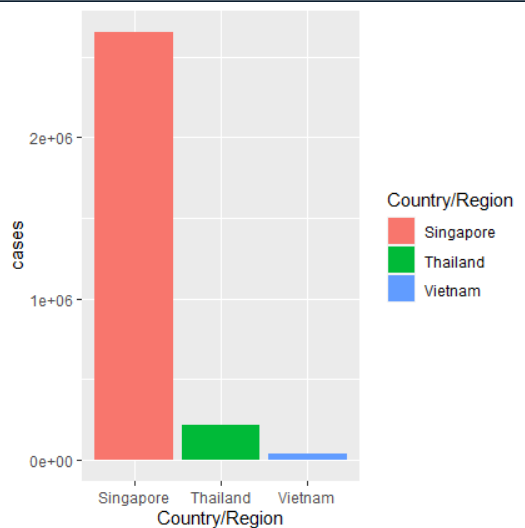 cases
2e+06
1e+06
0e+00
Singapore Thailand Vietnam
Country/Region
Country/Region
Singapore
Thailand
Vietnam